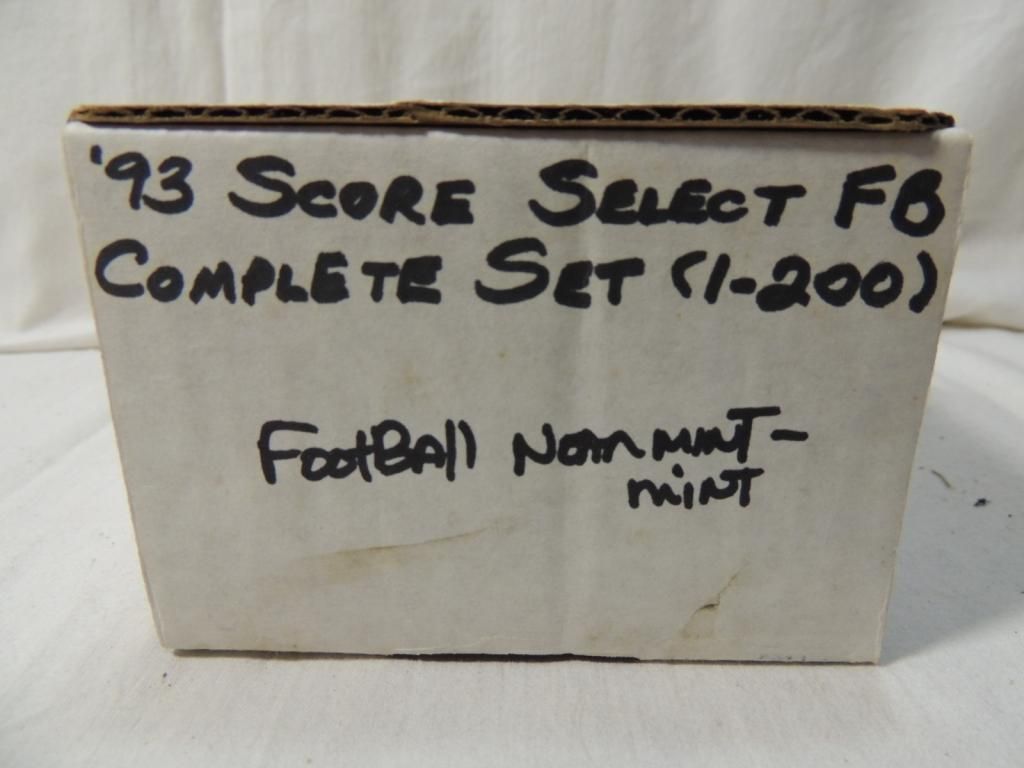 '93 SCORE SELECT FB
COMPLETE SET (1-200)
FootBAll NEAR MINT-
MINT